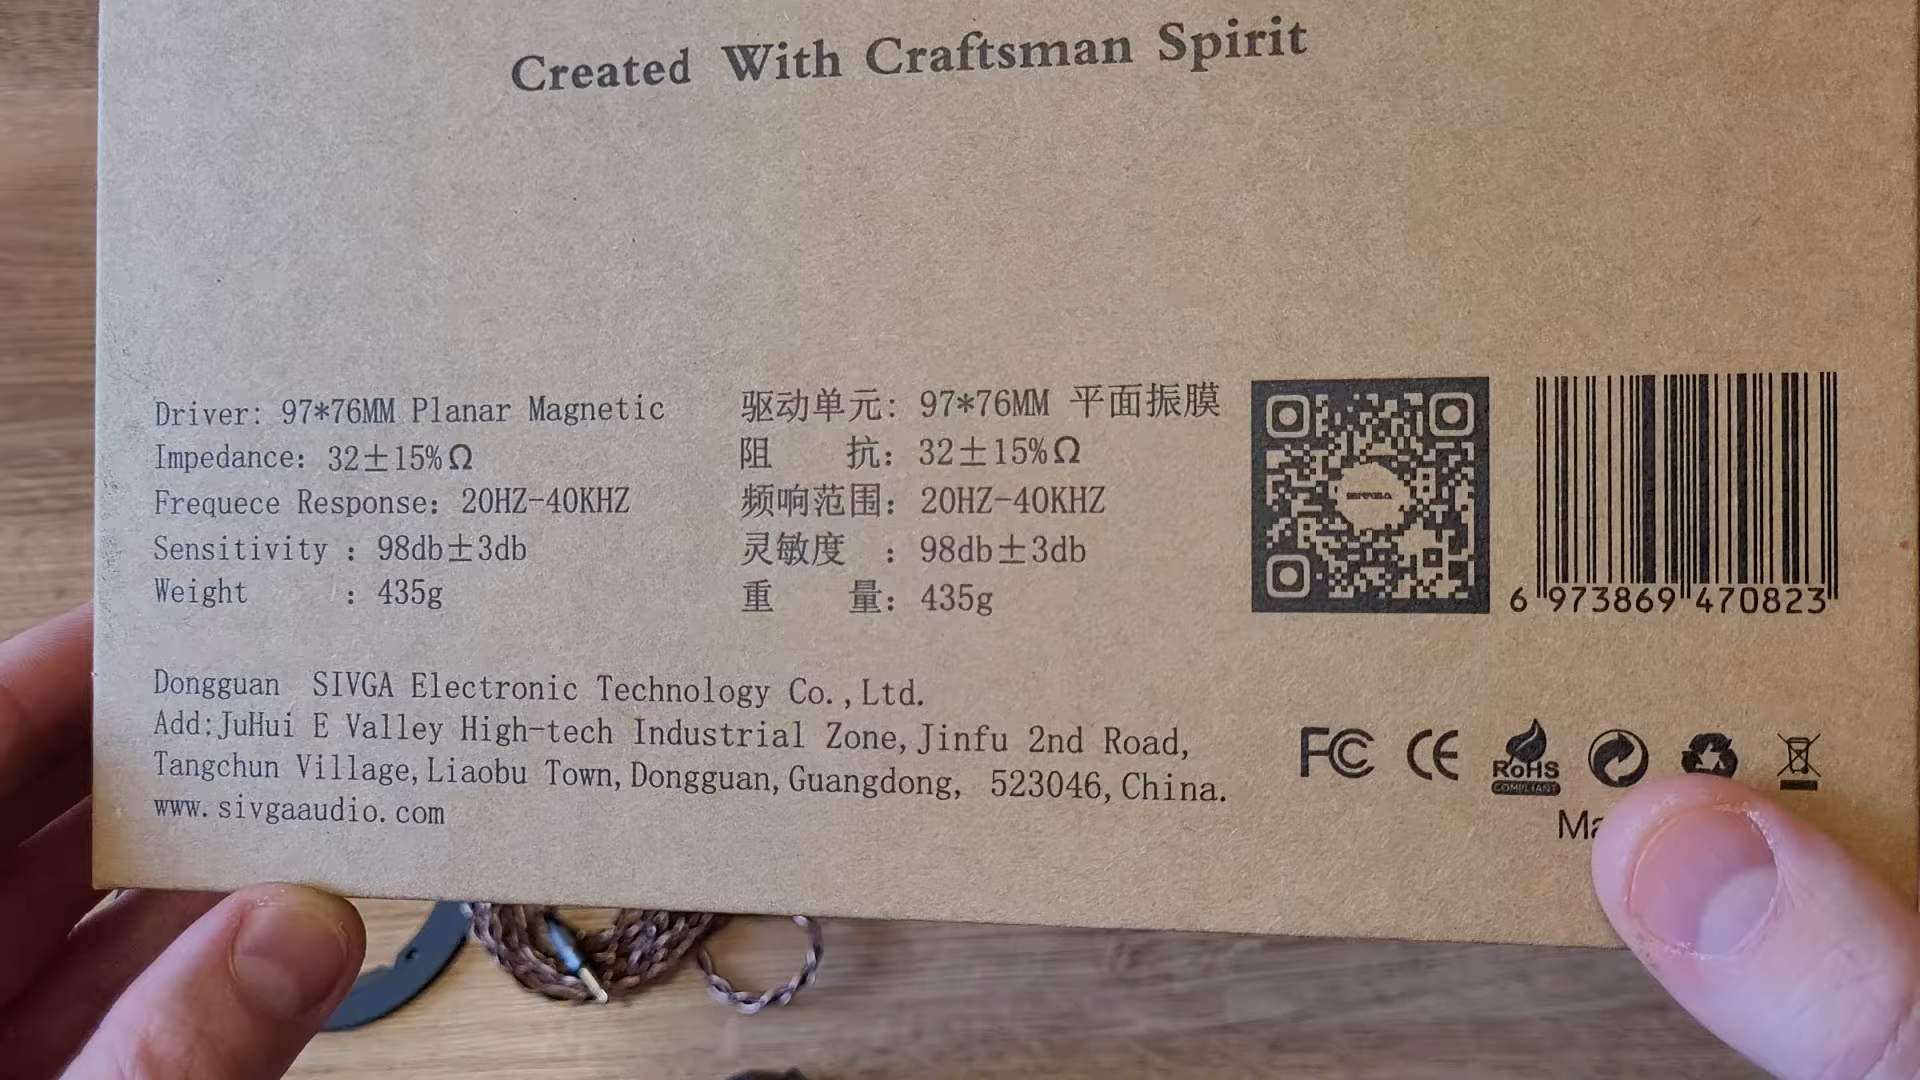 Created With Craftsman Spirit
Driver: 97*76MM Planar Magnetic
Impedance: 32±15%Ω
Frequece Response: 20HZ-40KHZ
Sensitivity : 98db±3db
Weight : 435g
驱动单元: 97*76MM 平面振膜
阻 抗: 32±15%Ω
频响范围: 20HZ-40KHZ
灵敏度 : 98db±3db
重 量: 435g
SIVGA
6 973869 470823
Dongguan SIVGA Electronic Technology Co.,Ltd.
Add:JuHui E Valley High-tech Industrial Zone,Jinfu 2nd Road,
Tangchun Village,Liaobu Town,Dongguan,Guangdong, 523046,China.
www.sivgaaudio.com
FC CE RoHS
COMPLIANT